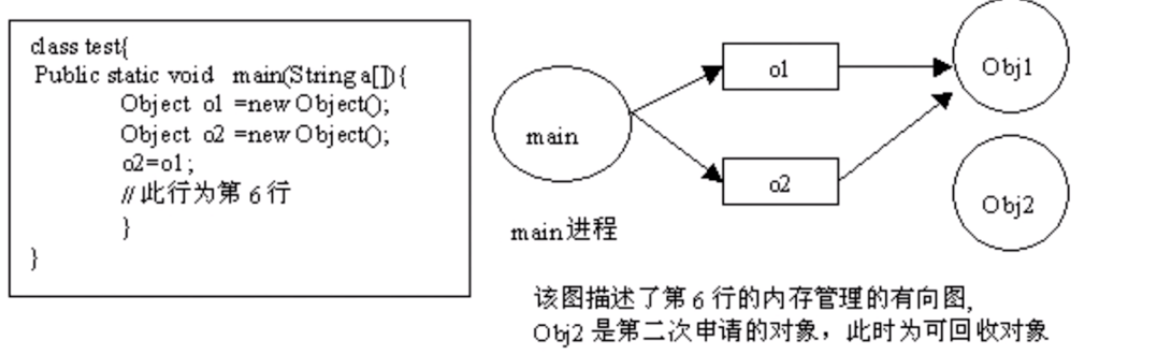 class test{
Public static void main(String a[]){
Object o1 =new Object();
Object o2 =new Object();
o2=o1;
//此行为第 6 行
}
}
main
o1
o2
Obj1
Obj2
main进程
该图描述了第 6 行的内存管理的有向图,
Obj2 是第二次申请的对象，此时为可回收对象